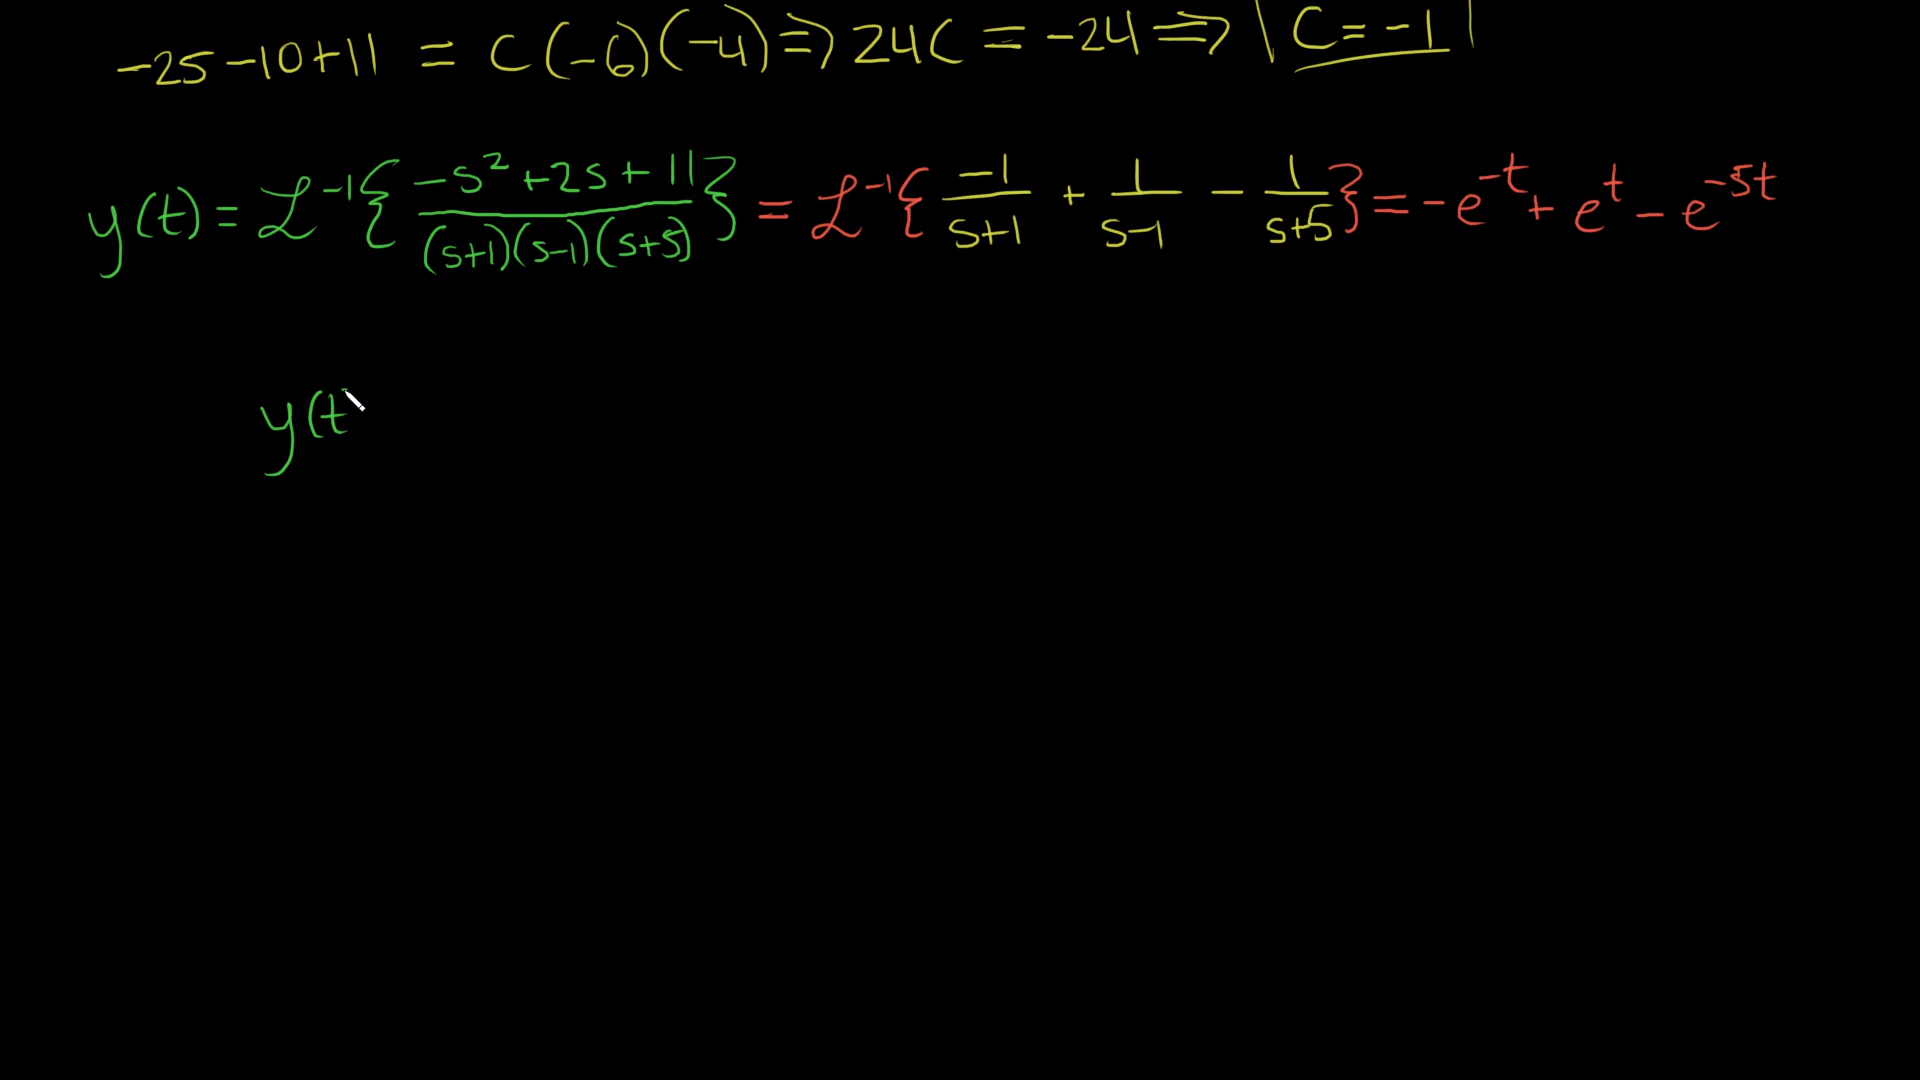 -25-10+11 = C(-6)(-4) ⇒ 24C = -24 ⇒ |C = -1|
y(t) = ℒ⁻¹{(-s²+2s+11)/((s+1)(s-1)(s+5))} = ℒ⁻¹{-1/(s+1) + 1/(s-1) - 1/(s+5)} = -e^{-t} + e^{t} - e^{-5t}
y(t